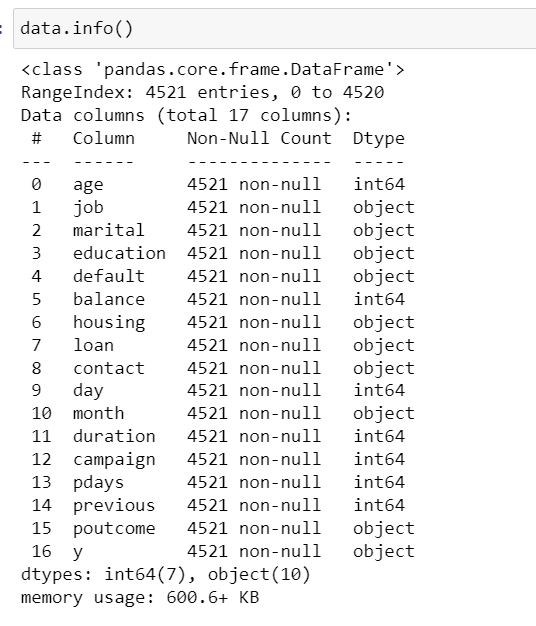 data.info()
<class 'pandas.core.frame.DataFrame'>
RangeIndex: 4521 entries, 0 to 4520
Data columns (total 17 columns):
 #   Column     Non-Null Count  Dtype
---  ------     --------------  -----
 0   age        4521 non-null   int64
 1   job        4521 non-null   object
 2   marital    4521 non-null   object
 3   education  4521 non-null   object
 4   default    4521 non-null   object
 5   balance    4521 non-null   int64
 6   housing    4521 non-null   object
 7   loan       4521 non-null   object
 8   contact    4521 non-null   object
 9   day        4521 non-null   int64
 10  month      4521 non-null   object
 11  duration   4521 non-null   int64
 12  campaign   4521 non-null   int64
 13  pdays      4521 non-null   int64
 14  previous   4521 non-null   int64
 15  poutcome   4521 non-null   object
 16  y          4521 non-null   object
dtypes: int64(7), object(10)
memory usage: 600.6+ KB